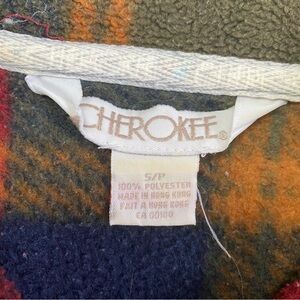 CHEROKEE®
S/P
100% POLYESTER
MADE IN HONG KONG
FAIT A HONG KONG
CA 00100